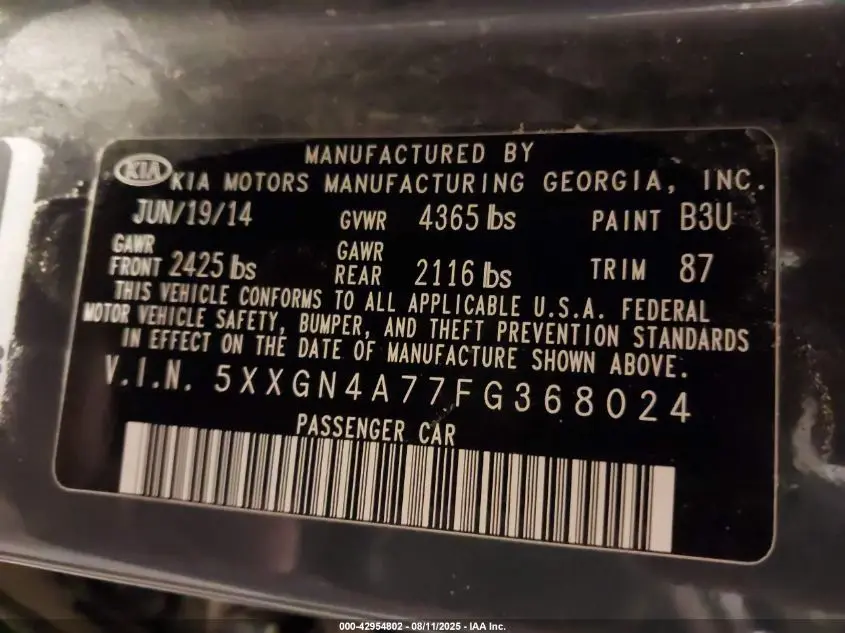 MANUFACTURED BY
KIA KIA MOTORS MANUFACTURING GEORGIA, INC.
JUN/19/14 GVWR 4365 lbs PAINT B3U
GAWR FRONT 2425 lbs GAWR REAR 2116 lbs TRIM 87
THIS VEHICLE CONFORMS TO ALL APPLICABLE U.S.A. FEDERAL
MOTOR VEHICLE SAFETY, BUMPER, AND THEFT PREVENTION STANDARDS
IN EFFECT ON THE DATE OF MANUFACTURE SHOWN ABOVE.
V.I.N. 5XXGN4A77FG368024
PASSENGER CAR
000-42954802 - 08/11/2025 - IAA Inc.